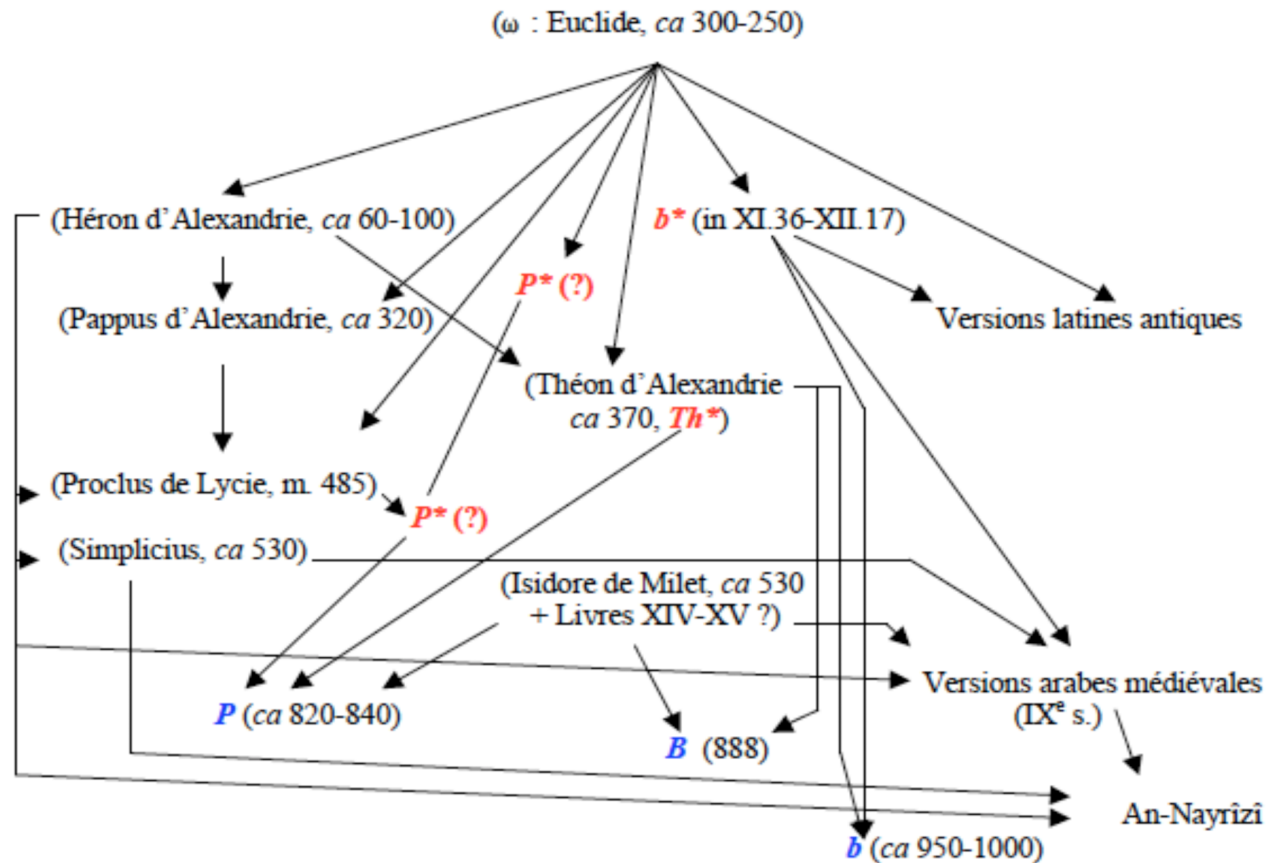 (ω : Euclide, ca 300-250)
(Héron d’Alexandrie, ca 60-100)
b* (in XI.36-XII.17)
P* (?)
(Pappus d’Alexandrie, ca 320)
Versions latines antiques
(Théon d’Alexandrie
ca 370, Th*)
(Proclus de Lycie, m. 485)
P* (?)
(Simplicius, ca 530)
(Isidore de Milet, ca 530
+ Livres XIV-XV ?)
Versions arabes médiévales
(IXe s.)
P (ca 820-840)
B (888)
An-Nayrîzî
b (ca 950-1000)